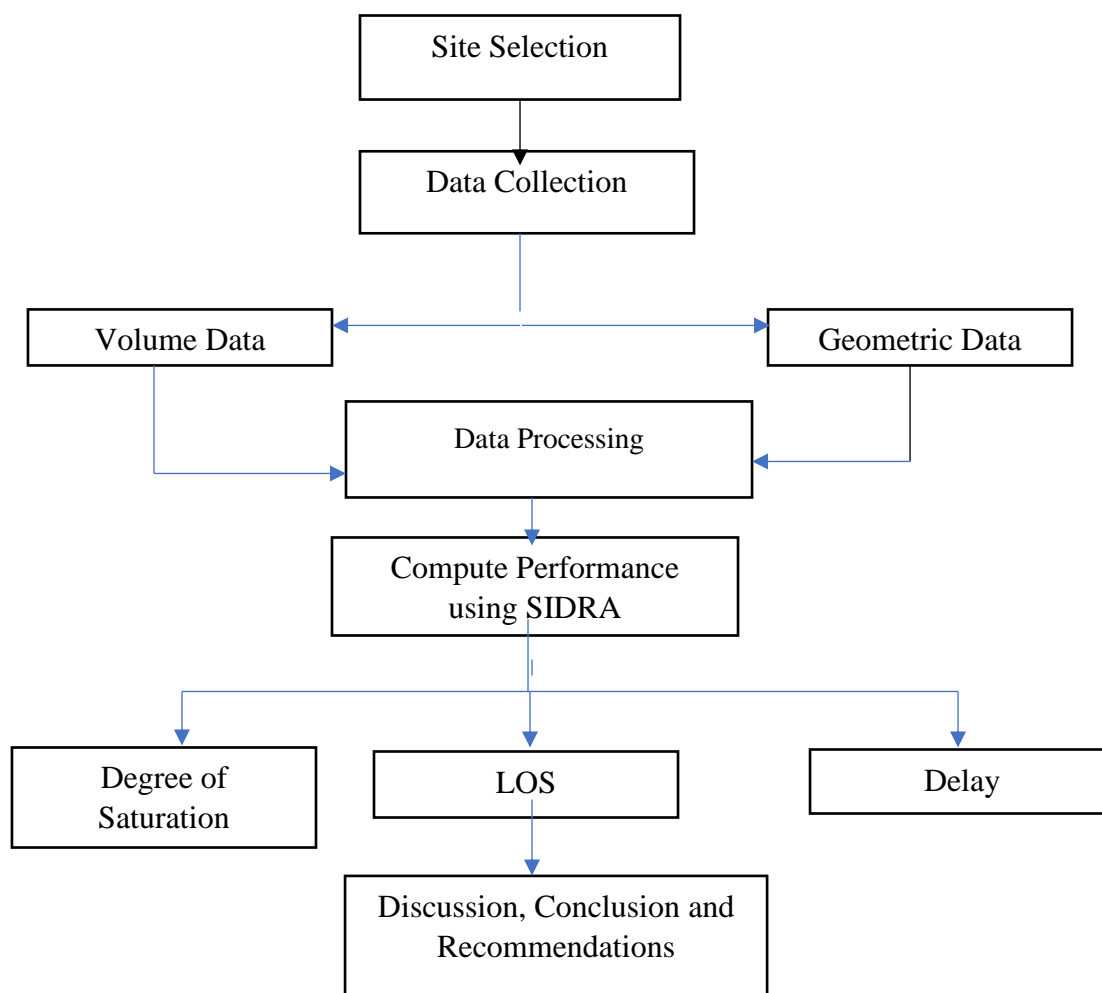 Site Selection
Data Collection
Volume Data
Geometric Data
Data Processing
Compute Performance
using SIDRA
Degree of
Saturation
LOS
Delay
Discussion, Conclusion and
Recommendations